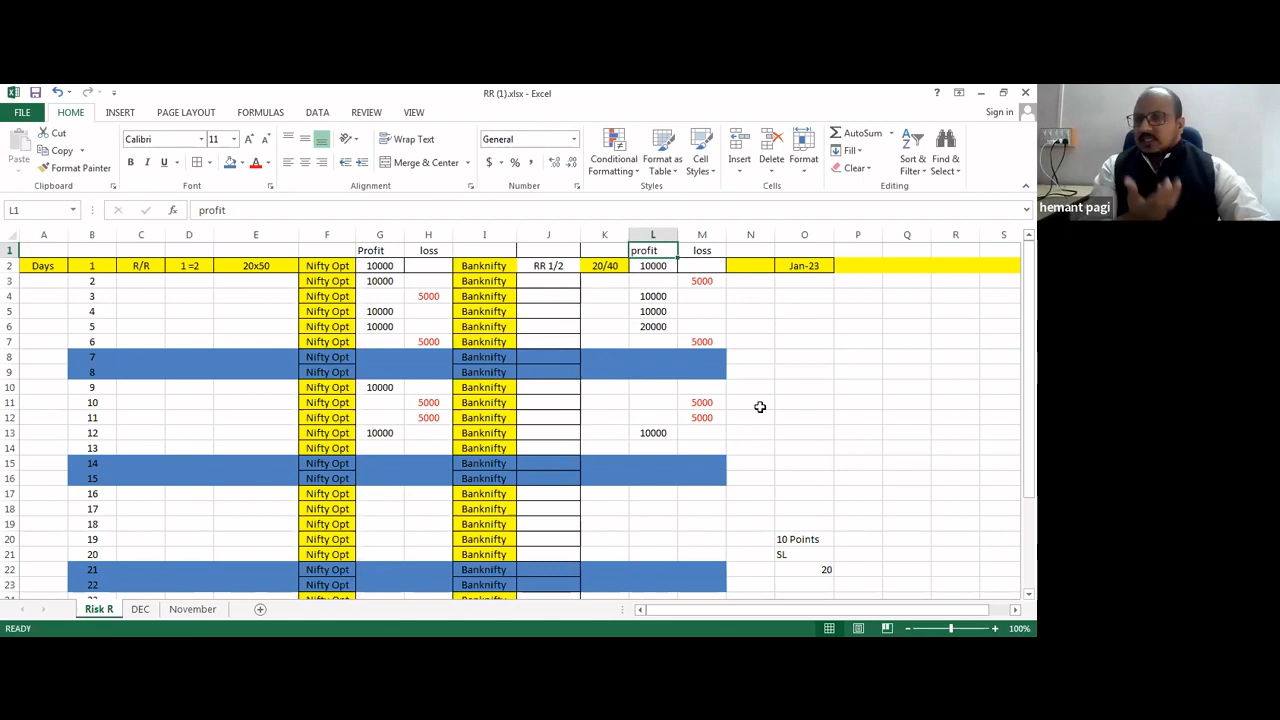 RR (1).xlsx - Excel
FILE HOME INSERT PAGE LAYOUT FORMULAS DATA REVIEW VIEW Sign in
Paste Cut Copy Format Painter Clipboard
Calibri 11 Font
Wrap Text Merge & Center Alignment
General Number
Conditional Formatting Format as Table Cell Styles Styles
Insert Delete Format Cells
AutoSum Fill Clear Sort & Filter Find & Select Editing
hemant pagi
L1 profit
A B C D E F G H I J K L M N O P Q R S
1 Profit loss profit loss
2 Days 1 R/R 1 =2 20x50 Nifty Opt 10000 Banknifty RR 1/2 20/40 10000 Jan-23
3 2 Nifty Opt 10000 Banknifty 5000
4 3 Nifty Opt 5000 Banknifty 10000
5 4 Nifty Opt 10000 Banknifty 10000
6 5 Nifty Opt 10000 Banknifty 20000
7 6 Nifty Opt 5000 Banknifty 5000
8 7 Nifty Opt Banknifty
9 8 Nifty Opt Banknifty
10 9 Nifty Opt 10000 Banknifty
11 10 Nifty Opt 5000 Banknifty 5000
12 11 Nifty Opt 5000 Banknifty 5000
13 12 Nifty Opt 10000 Banknifty 10000
14 13 Nifty Opt Banknifty
15 14 Nifty Opt Banknifty
16 15 Nifty Opt Banknifty
17 16 Nifty Opt Banknifty
18 17 Nifty Opt Banknifty
19 18 Nifty Opt Banknifty
20 19 Nifty Opt Banknifty 10 Points
21 20 Nifty Opt Banknifty SL
22 21 Nifty Opt Banknifty 20
23 22 Nifty Opt Banknifty
Risk R DEC November
READY 100%